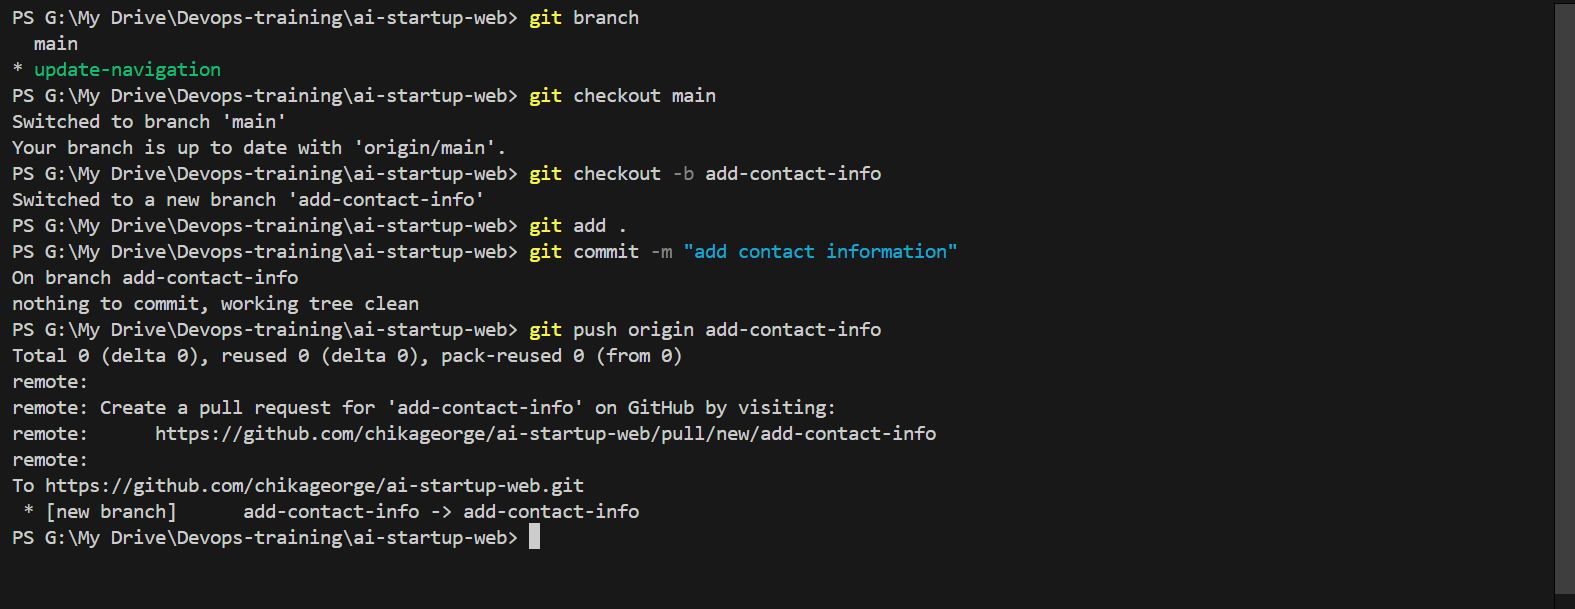 PS G:\My Drive\Devops-training\ai-startup-web> git branch
  main
* update-navigation
PS G:\My Drive\Devops-training\ai-startup-web> git checkout main
Switched to branch 'main'
Your branch is up to date with 'origin/main'.
PS G:\My Drive\Devops-training\ai-startup-web> git checkout -b add-contact-info
Switched to a new branch 'add-contact-info'
PS G:\My Drive\Devops-training\ai-startup-web> git add .
PS G:\My Drive\Devops-training\ai-startup-web> git commit -m "add contact information"
On branch add-contact-info
nothing to commit, working tree clean
PS G:\My Drive\Devops-training\ai-startup-web> git push origin add-contact-info
Total 0 (delta 0), reused 0 (delta 0), pack-reused 0 (from 0)
remote:
remote: Create a pull request for 'add-contact-info' on GitHub by visiting:
remote:      https://github.com/chikageorge/ai-startup-web/pull/new/add-contact-info
remote:
To https://github.com/chikageorge/ai-startup-web.git
 * [new branch]      add-contact-info -> add-contact-info
PS G:\My Drive\Devops-training\ai-startup-web>